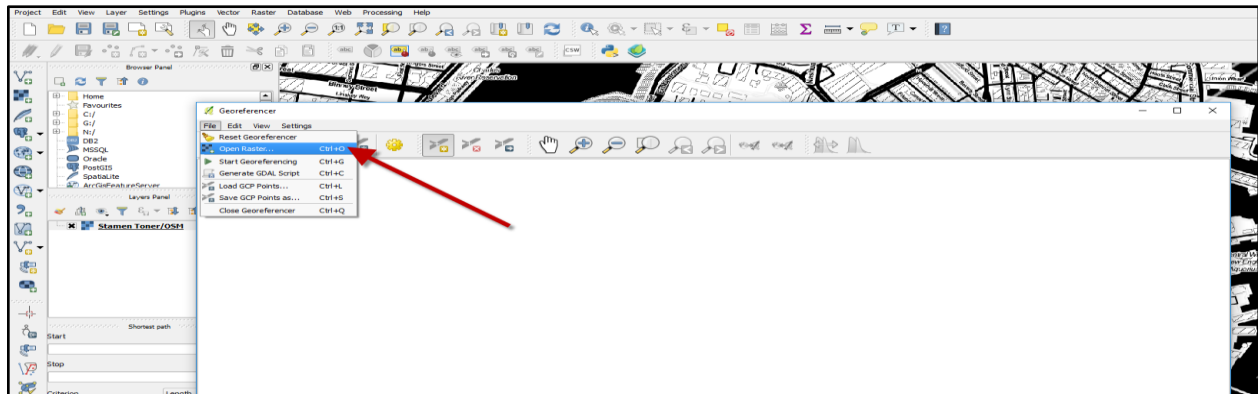 Project Edit View Layer Settings Plugins Vector Raster Database Web Processing Help
abc
CSW
Browser Panel
Home
Favourites
C:/
G:/
N:/
DB2
MSSQL
Oracle
PostGIS
SpatiaLite
ArcGisFeatureServer
Layers Panel
Stamen Toner/OSM
Shortest path
Start
Stop
Criterion Length
Georeferencer
File Edit View Settings
Reset Georeferencer
Open Raster... Ctrl+O
Start Georeferencing Ctrl+G
Generate GDAL Script Ctrl+C
Load GCP Points... Ctrl+L
Save GCP Points as... Ctrl+S
Close Georeferencer Ctrl+Q